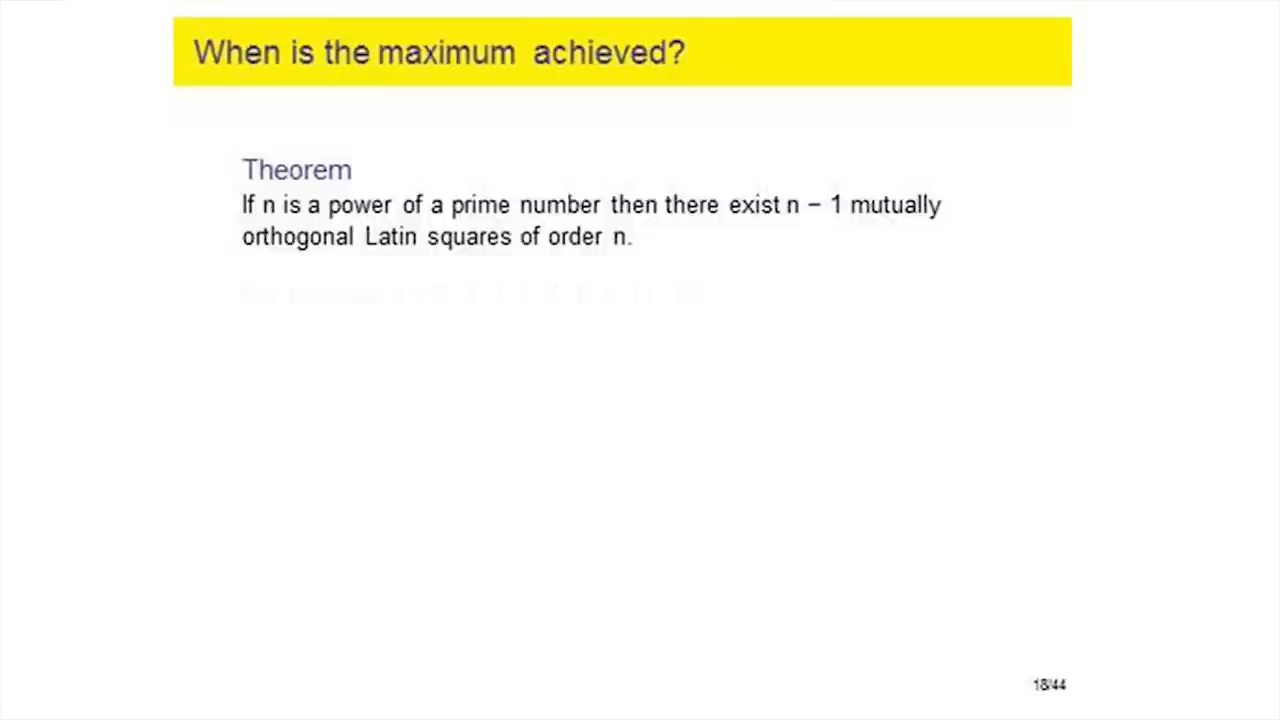 When is the maximum achieved?
Theorem
If n is a power of a prime number then there exist n − 1 mutually
orthogonal Latin squares of order n.
18/44